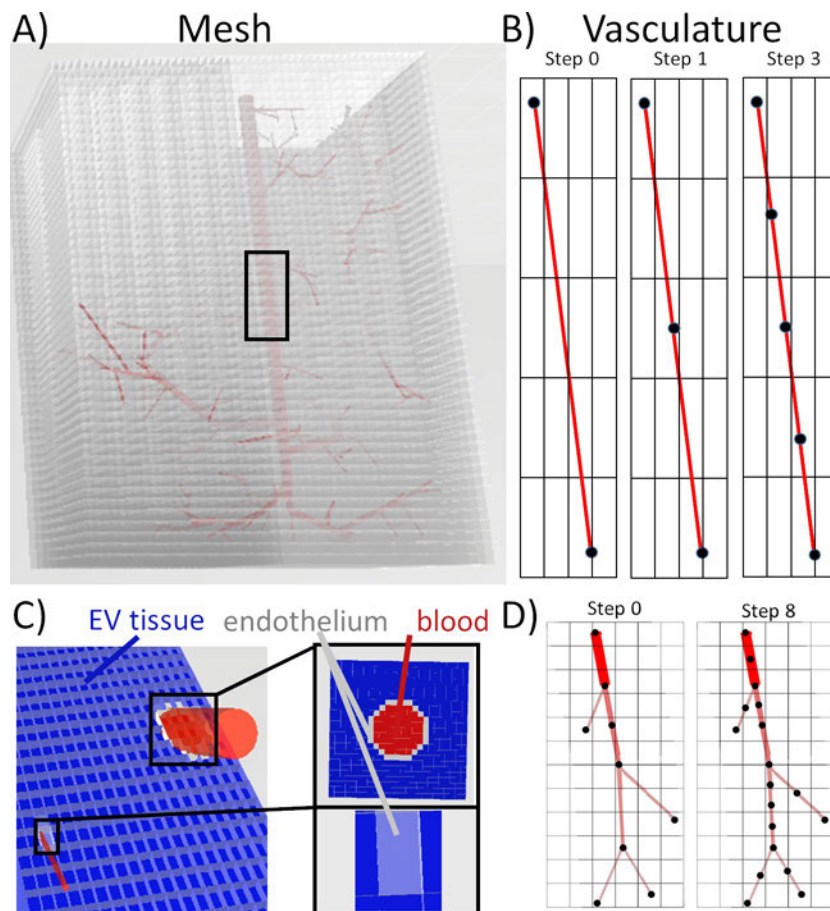 A) Mesh
B) Vasculature
Step 0 Step 1 Step 3
C) EV tissue endothelium blood
D) Step 0 Step 8